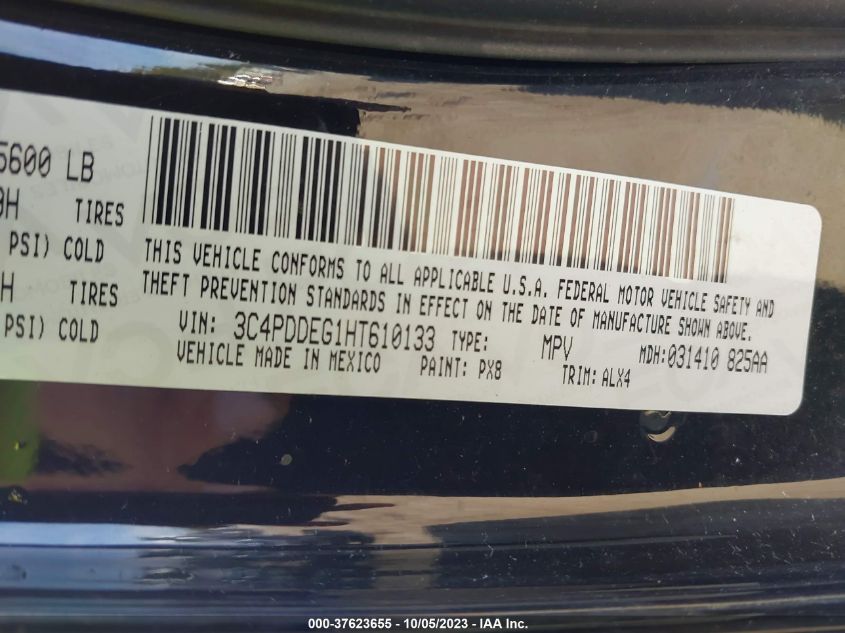 5600 LB
0H TIRES
PSI) COLD
H TIRES
PSI) COLD
THIS VEHICLE CONFORMS TO ALL APPLICABLE U.S.A. FEDERAL MOTOR VEHICLE SAFETY AND
THEFT PREVENTION STANDARDS IN EFFECT ON THE DATE OF MANUFACTURE SHOWN ABOVE.
VIN: 3C4PDDEG1HT610133 TYPE: MPV MDH:031410 825AA
VEHICLE MADE IN MEXICO PAINT: PX8 TRIM: ALX4
000-37623655 - 10/05/2023 - IAA Inc.